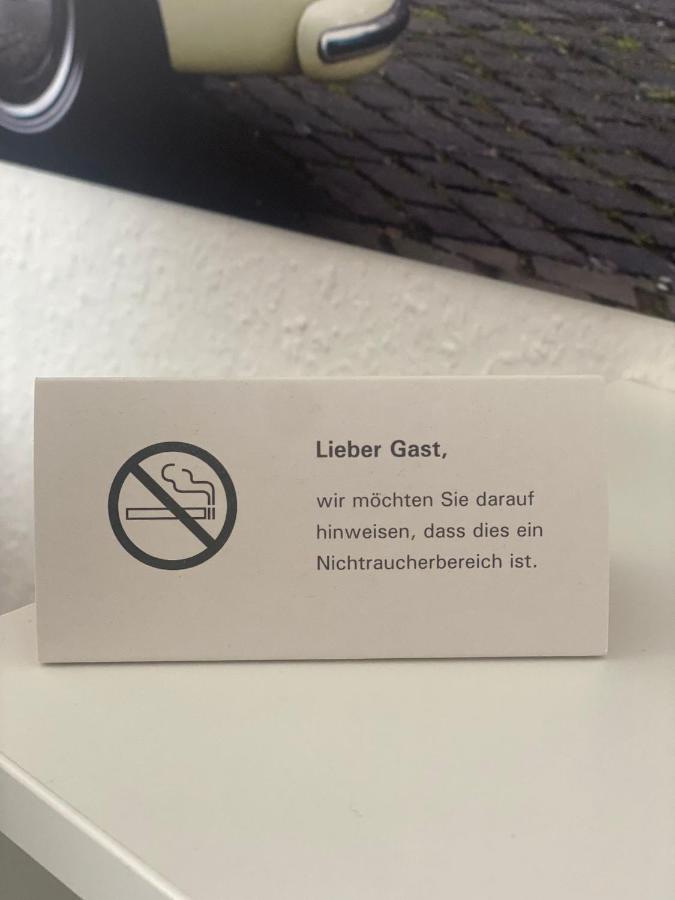 Lieber Gast,
wir möchten Sie darauf
hinweisen, dass dies ein
Nichtraucherbereich ist.